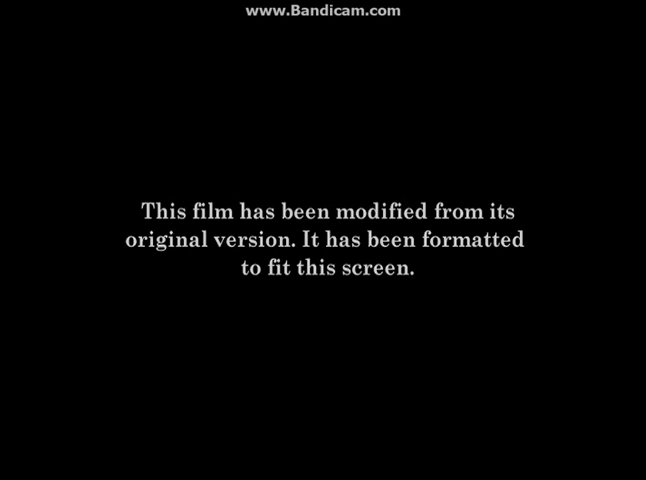 www.Bandicam.com
This film has been modified from its
original version. It has been formatted
to fit this screen.